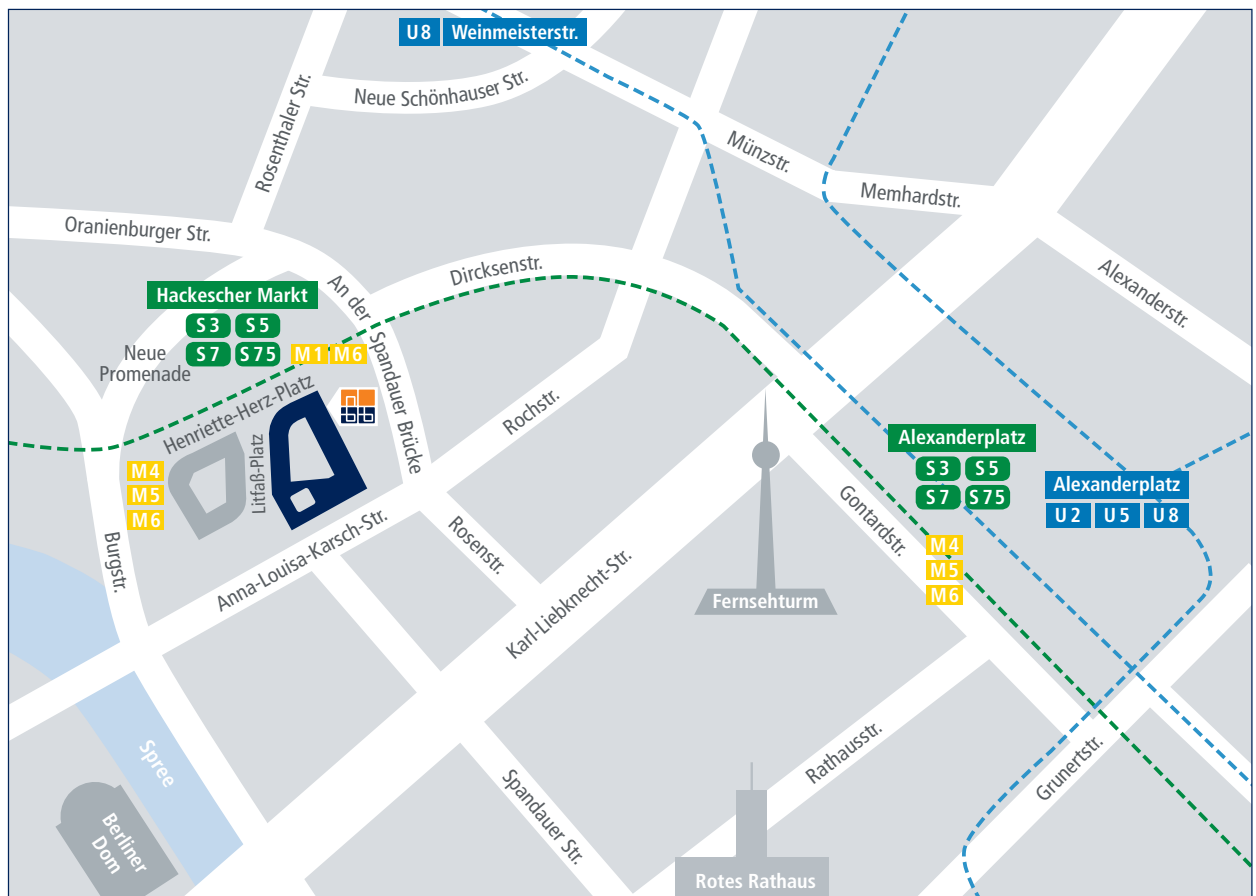 U8 Weinmeisterstr.
Neue Schönhauser Str.
Rosenthaler Str.
Münzstr.
Memhardstr.
Oranienburger Str.
Dircksenstr.
Alexanderstr.
Hackescher Markt
S3 S5
S7 S75
M1 M6
An der Spandauer Brücke
Neue
Promenade
Henriette-Herz-Platz
Litfaß-Platz
bbb
Rochstr.
M4
M5
M6
Burgstr.
Anna-Louisa-Karsch-Str.
Rosenstr.
Karl-Liebknecht-Str.
Fernsehturm
Gontardstr.
Alexanderplatz
S3 S5
S7 S75
Alexanderplatz
U2 U5 U8
M4
M5
M6
Spree
Berliner
Dom
Spandauer Str.
Rathausstr.
Grunertstr.
Rotes Rathaus